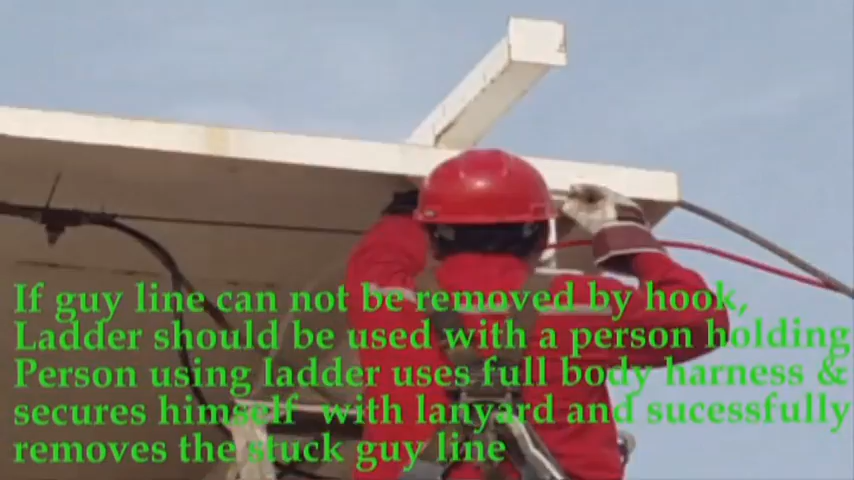 If guy line can not be removed by hook,
Ladder should be used with a person holding
Person using ladder uses full body harness &
secures himself with lanyard and sucessfully
removes the stuck guy line